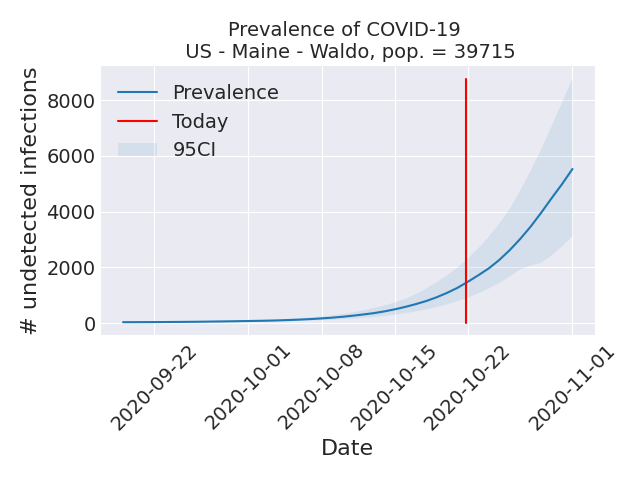 Prevalence of COVID-19
US - Maine - Waldo, pop. = 39715
# undetected infections
8000
6000
4000
2000
0
Prevalence
Today
95CI
2020-09-22
2020-10-01
2020-10-08
2020-10-15
2020-10-22
2020-11-01
Date